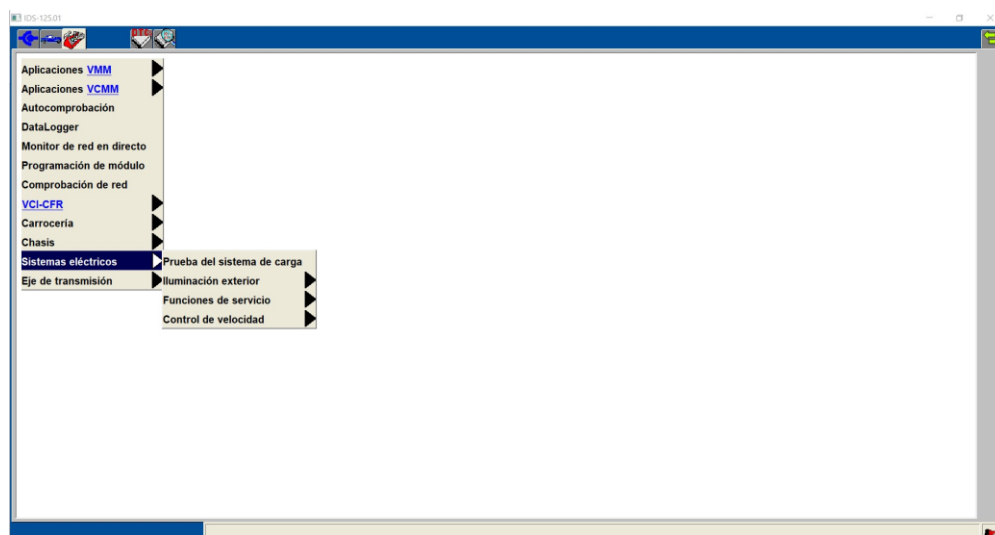 IDS-125.01
DTC
Aplicaciones VMM
Aplicaciones VCMM
Autocomprobación
DataLogger
Monitor de red en directo
Programación de módulo
Comprobación de red
VCI-CFR
Carrocería
Chasis
Sistemas eléctricos
Eje de transmisión
Prueba del sistema de carga
Iluminación exterior
Funciones de servicio
Control de velocidad